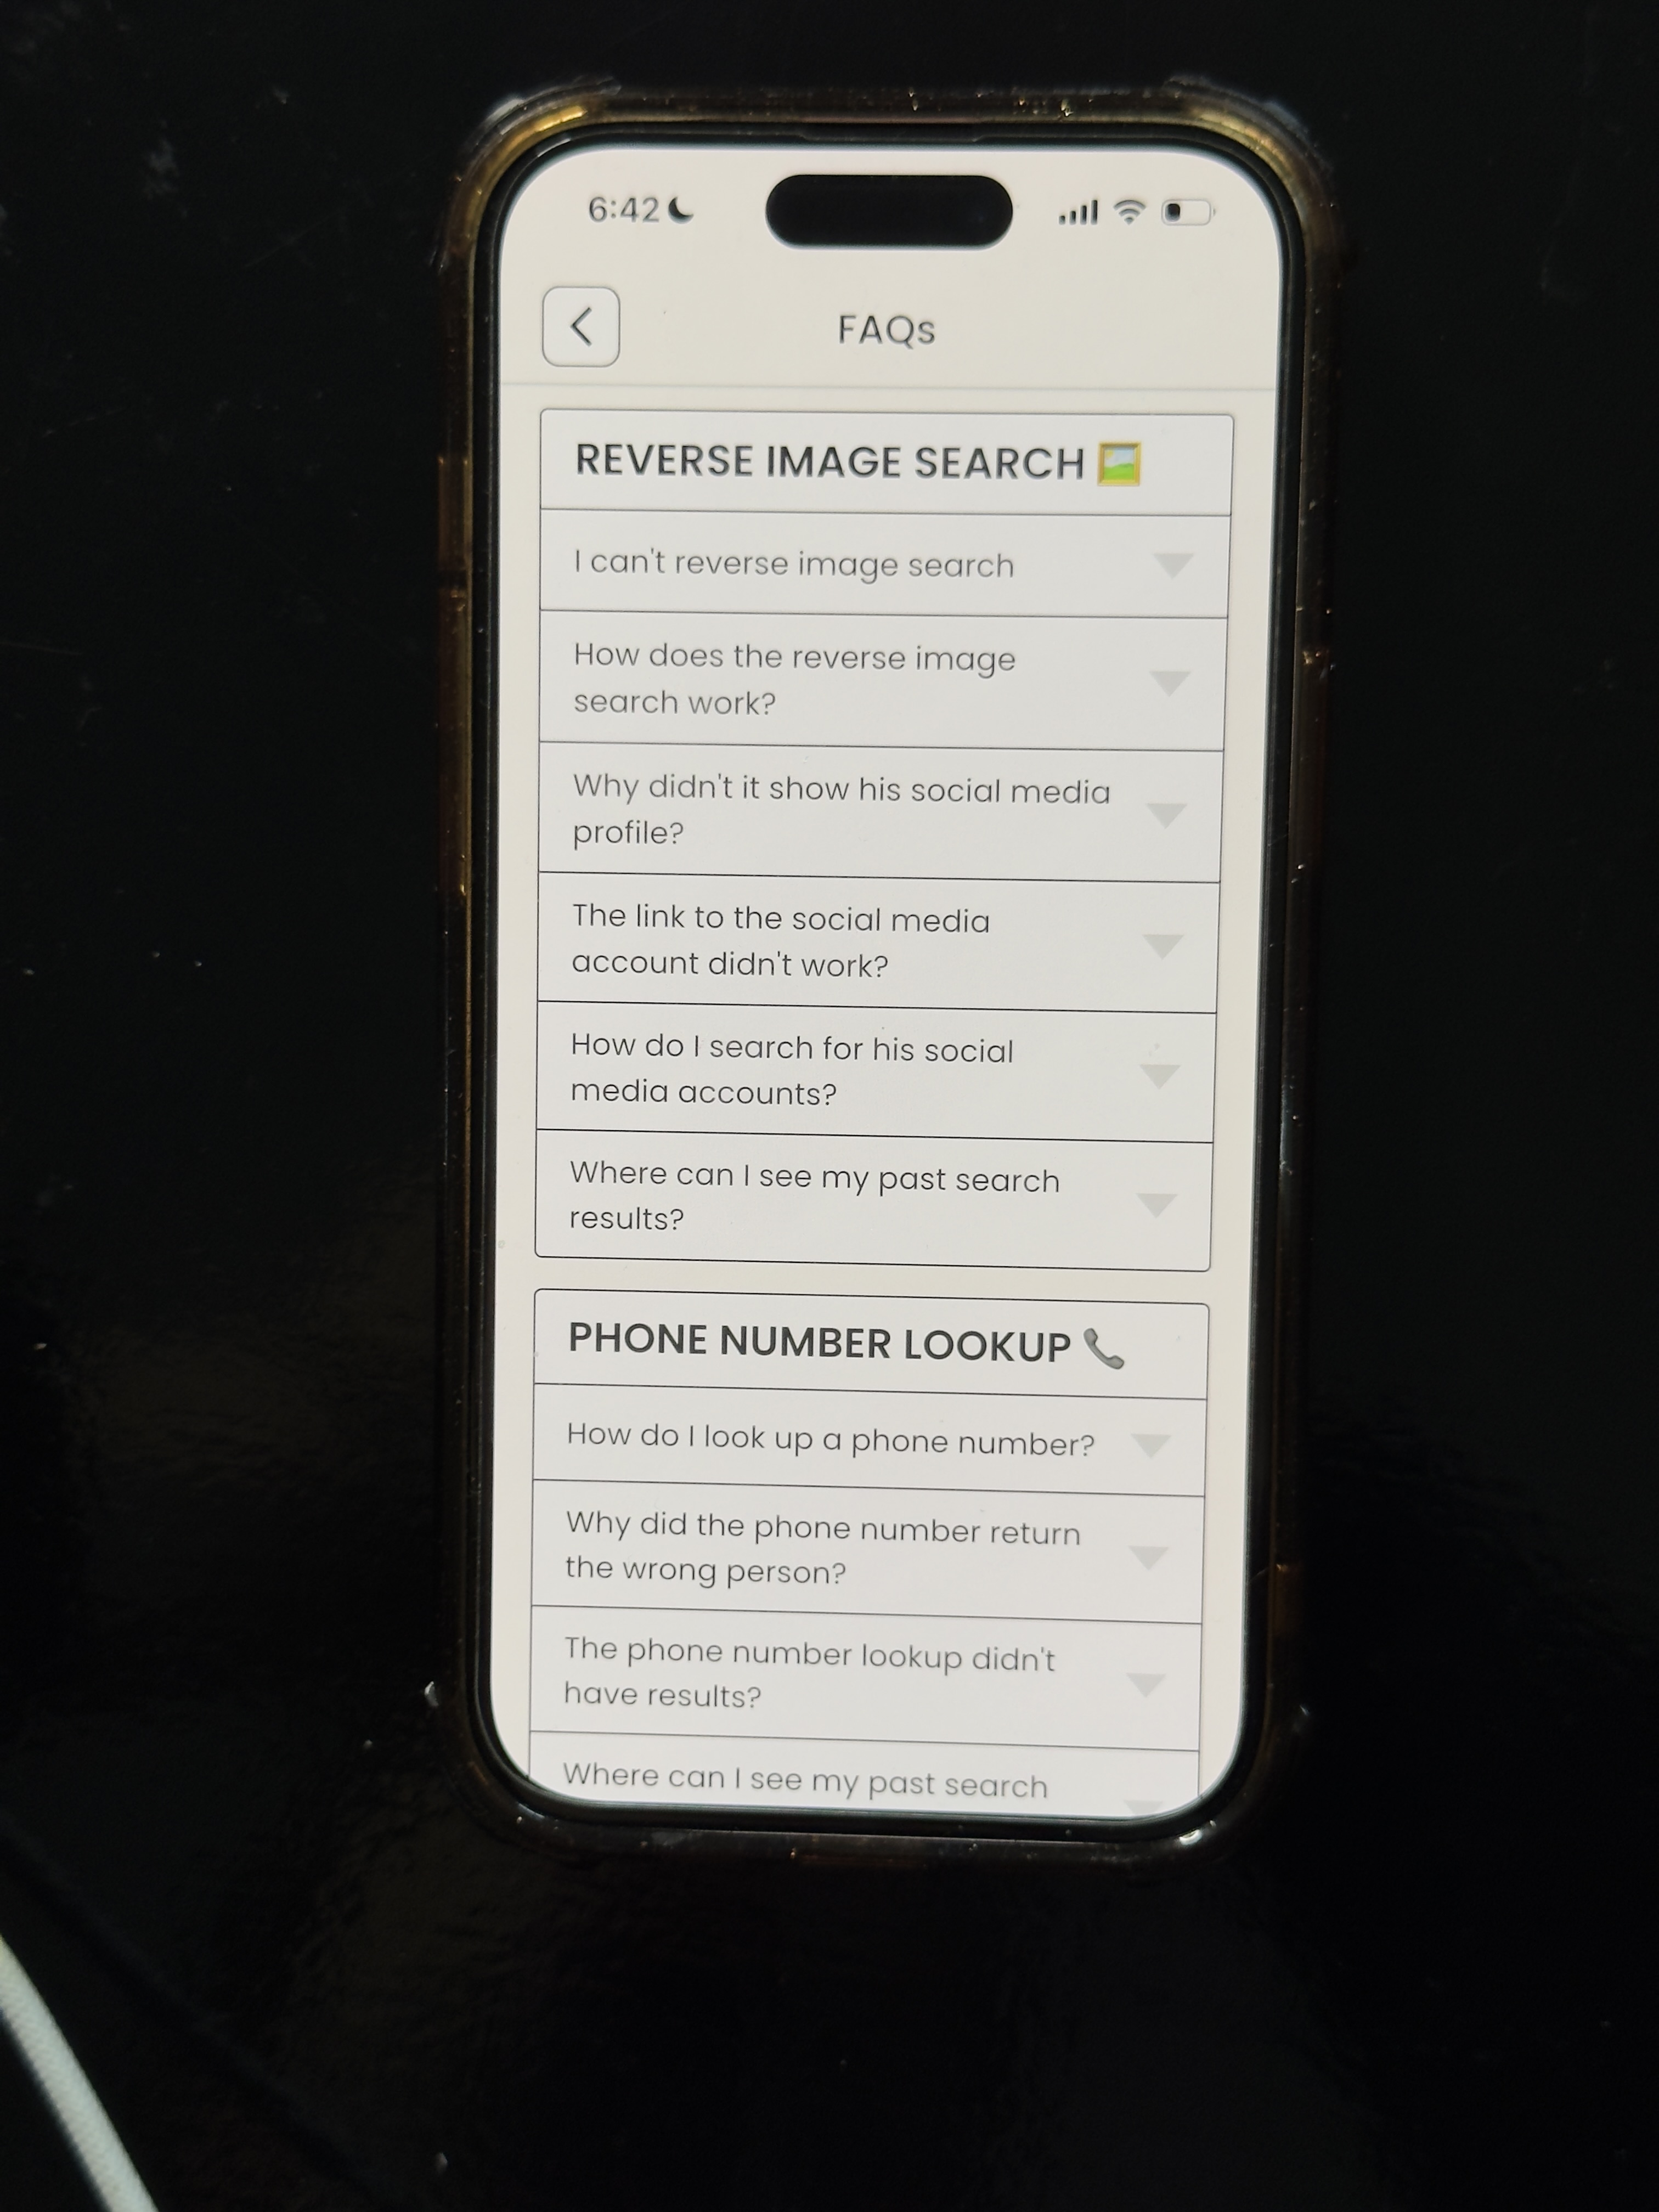 6:42
FAQs
REVERSE IMAGE SEARCH
I can't reverse image search
How does the reverse image
search work?
Why didn't it show his social media
profile?
The link to the social media
account didn't work?
How do I search for his social
media accounts?
Where can I see my past search
results?
PHONE NUMBER LOOKUP
How do I look up a phone number?
Why did the phone number return
the wrong person?
The phone number lookup didn't
have results?
Where can I see my past search